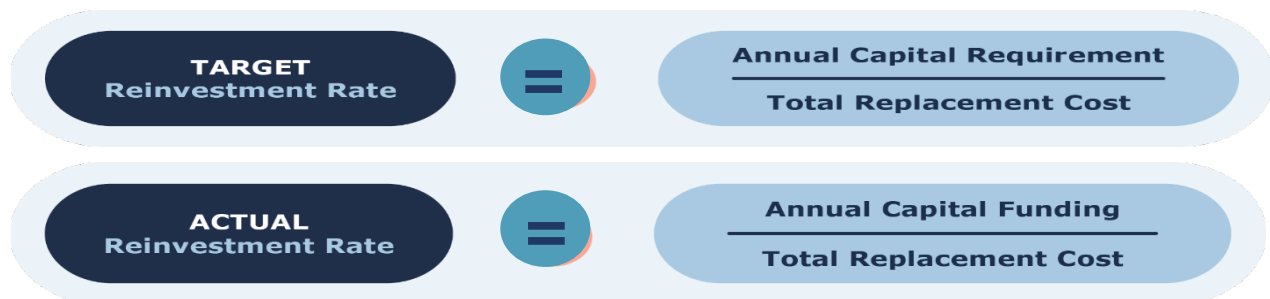 TARGET
Reinvestment Rate
=
Annual Capital Requirement
Total Replacement Cost
ACTUAL
Reinvestment Rate
=
Annual Capital Funding
Total Replacement Cost